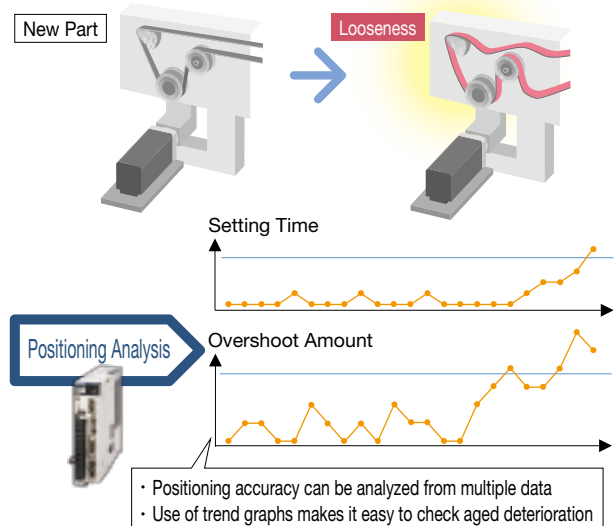 New Part
Looseness
Setting Time
Positioning Analysis
Overshoot Amount
・Positioning accuracy can be analyzed from multiple data
・Use of trend graphs makes it easy to check aged deterioration